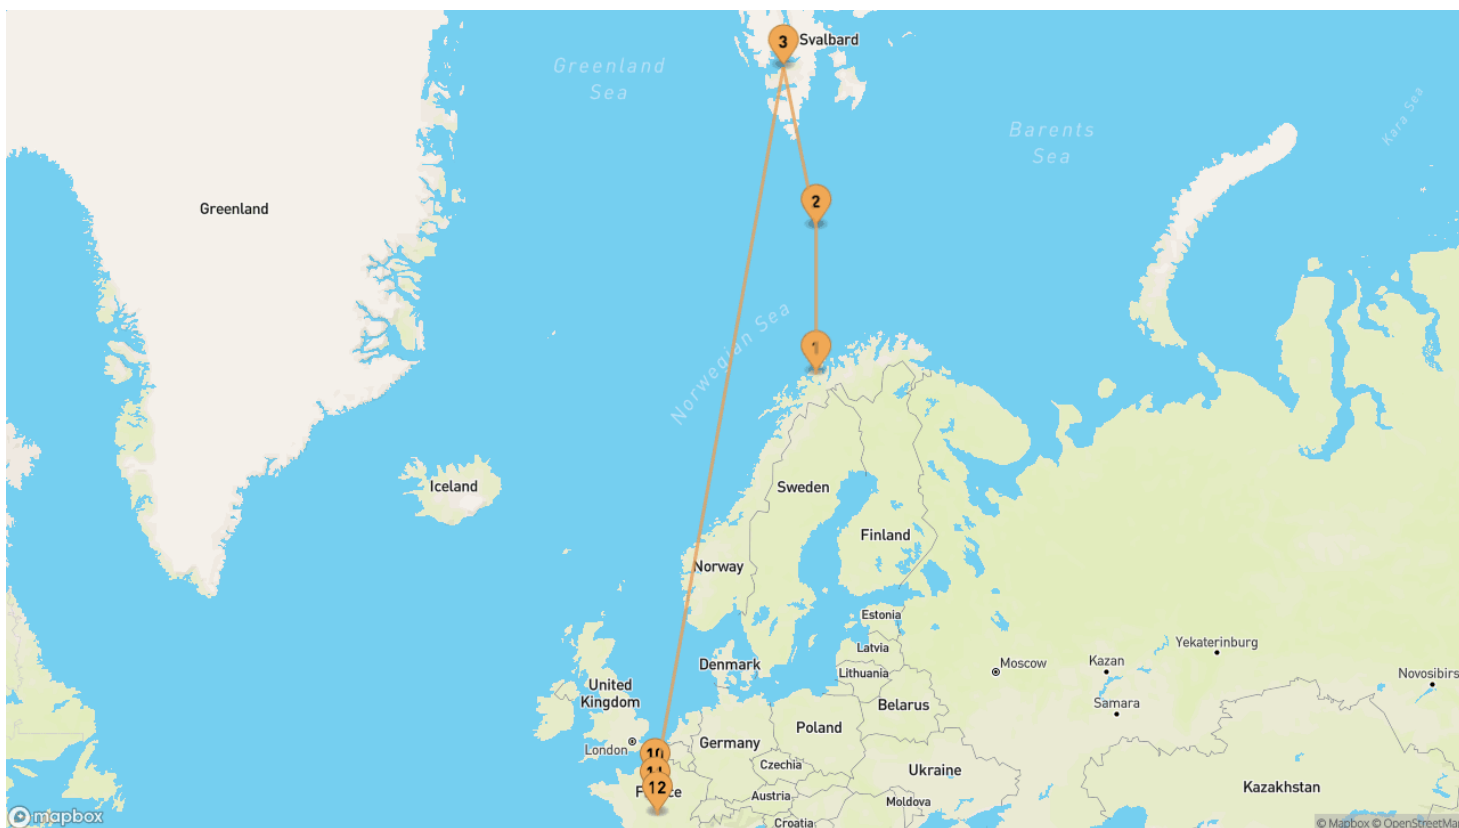 3
Svalbard
Greenland
Sea
Kara Sea
Barents
Sea
2
Greenland
Norwegian Sea
1
Iceland
Sweden
Finland
Norway
Estonia
Latvia
Lithuania
Denmark
Moscow
Kazan
Yekaterinburg
Novosibirs
Samara
United
Kingdom
Belarus
Poland
London
Germany
Czechia
10
11
12
Ukraine
Kazakhstan
Austria
Moldova
Croatia
mapbox
© Mapbox © OpenStreetMa